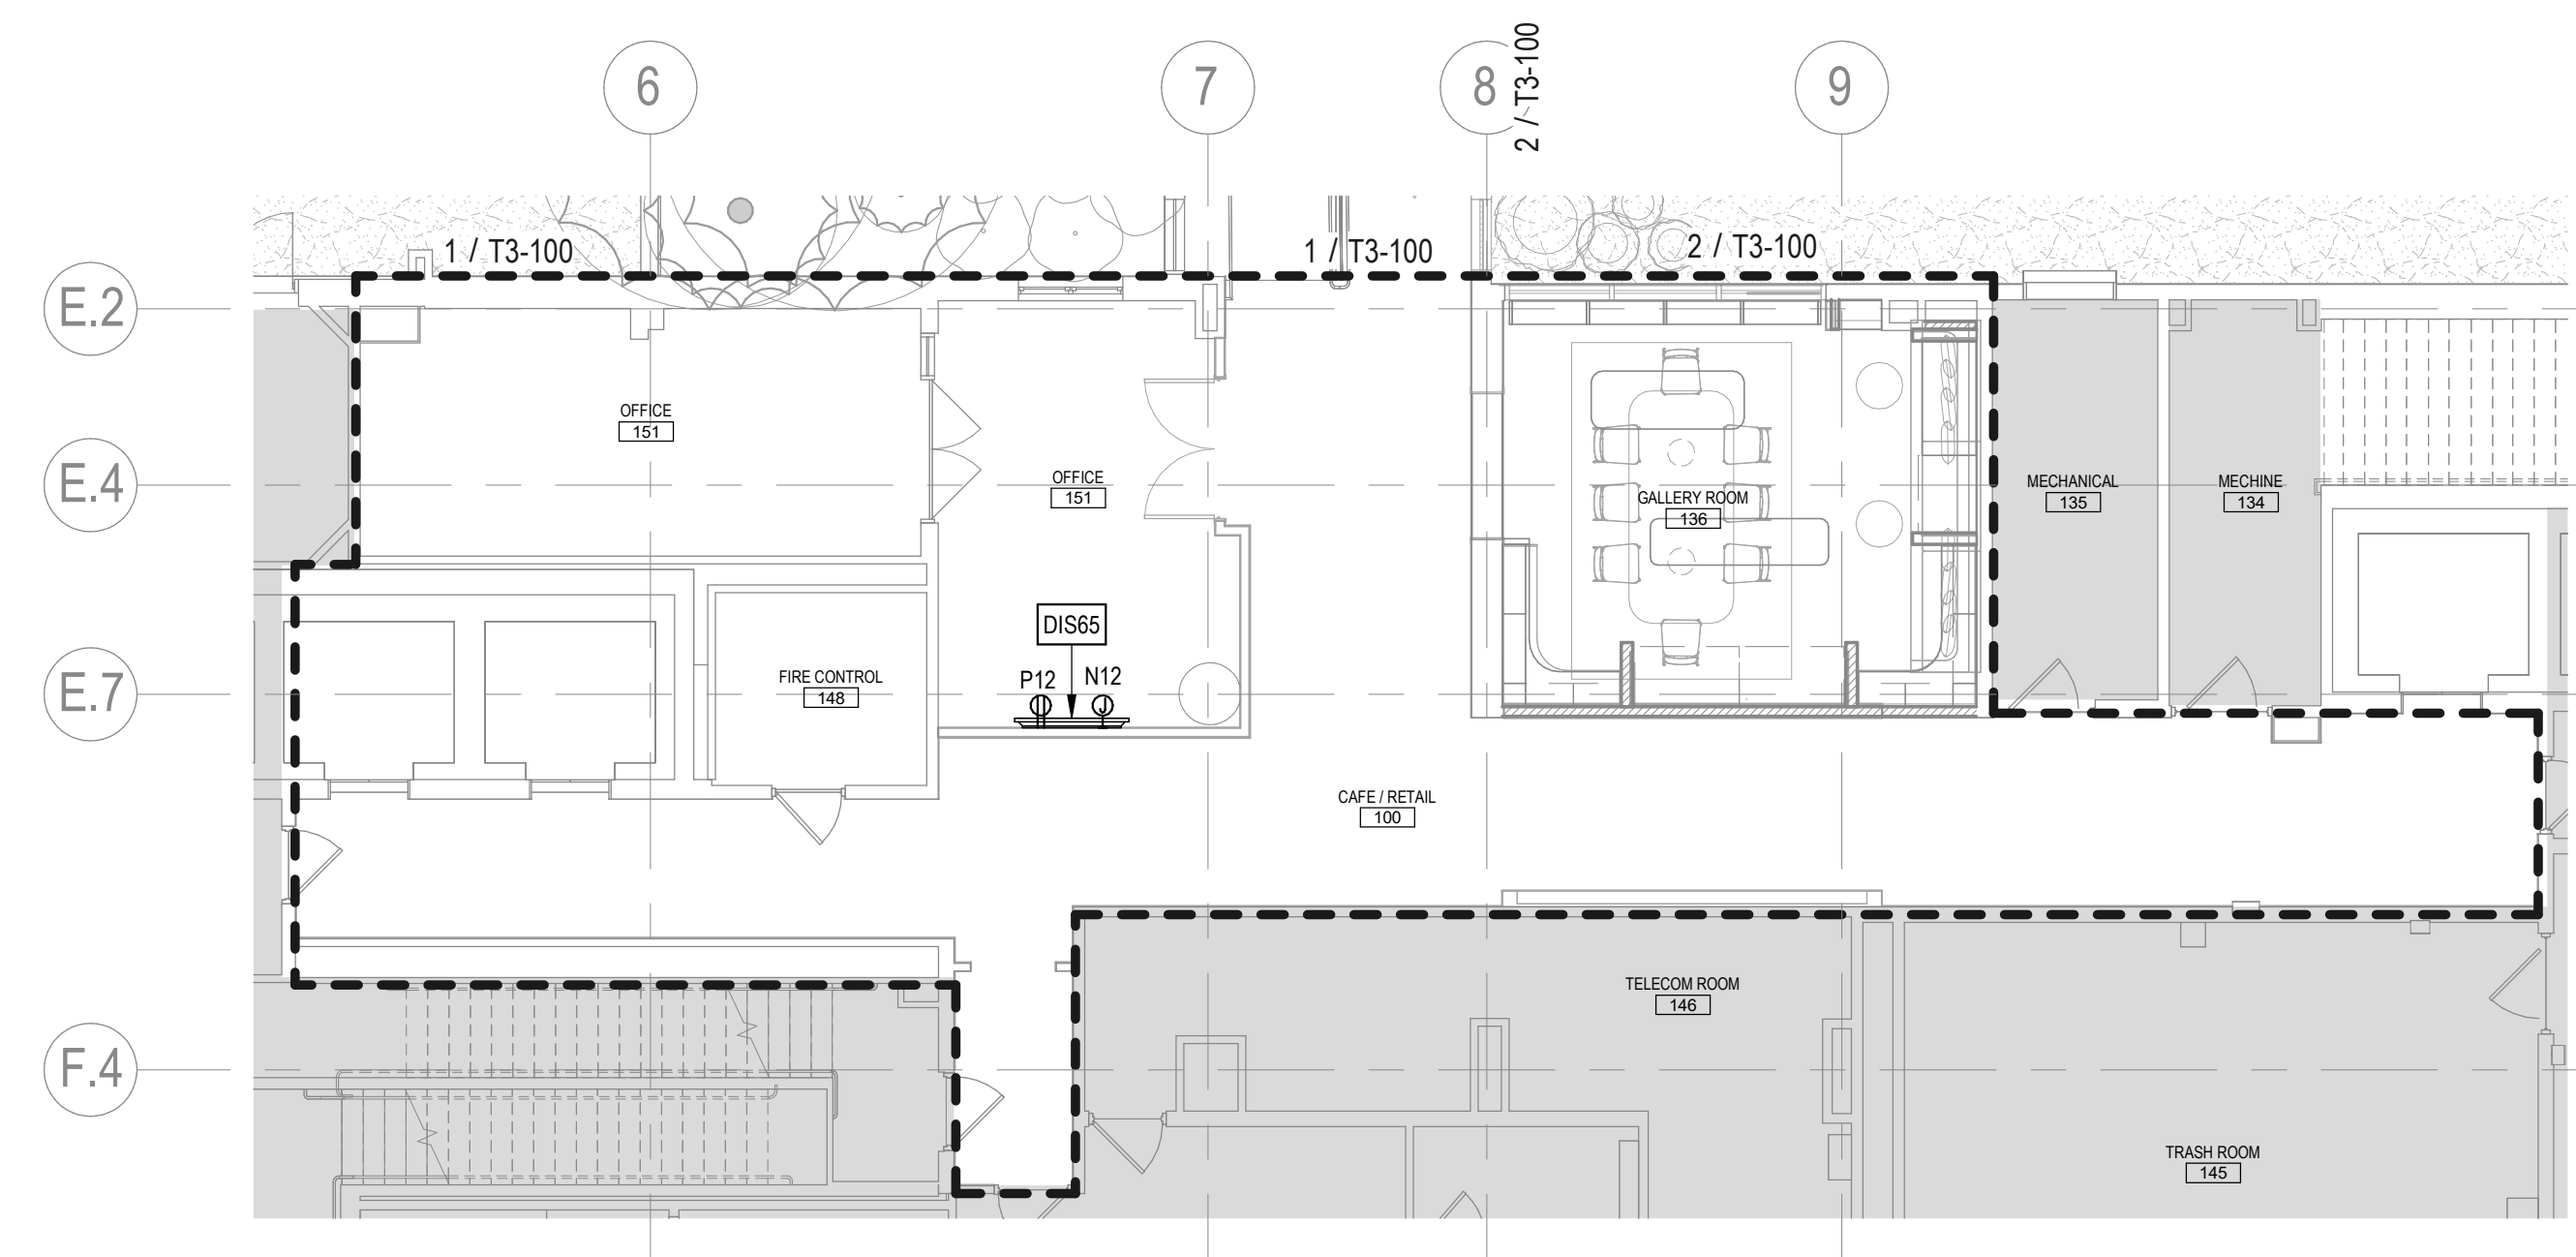 6
7
8
2 / T3-100
9
1 / T3-100
1 / T3-100
2 / T3-100
E.2
E.4
E.7
F.4
OFFICE
151
OFFICE
151
GALLERY ROOM
136
MECHANICAL
135
MECHINE
134
DIS65
P12
N12
J
FIRE CONTROL
148
CAFE / RETAIL
100
TELECOM ROOM
146
TRASH ROOM
145